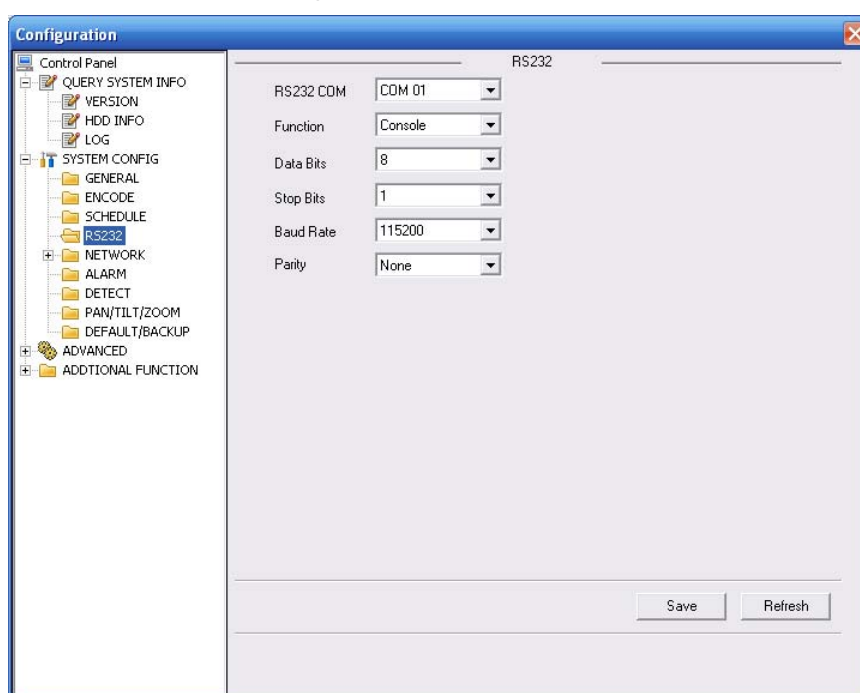 Configuration
Control Panel
QUERY SYSTEM INFO
VERSION
HDD INFO
LOG
SYSTEM CONFIG
GENERAL
ENCODE
SCHEDULE
RS232
NETWORK
ALARM
DETECT
PAN/TILT/ZOOM
DEFAULT/BACKUP
ADVANCED
ADDTIONAL FUNCTION
RS232
RS232 COM COM 01
Function Console
Data Bits 8
Stop Bits 1
Baud Rate 115200
Parity None
Save Refresh